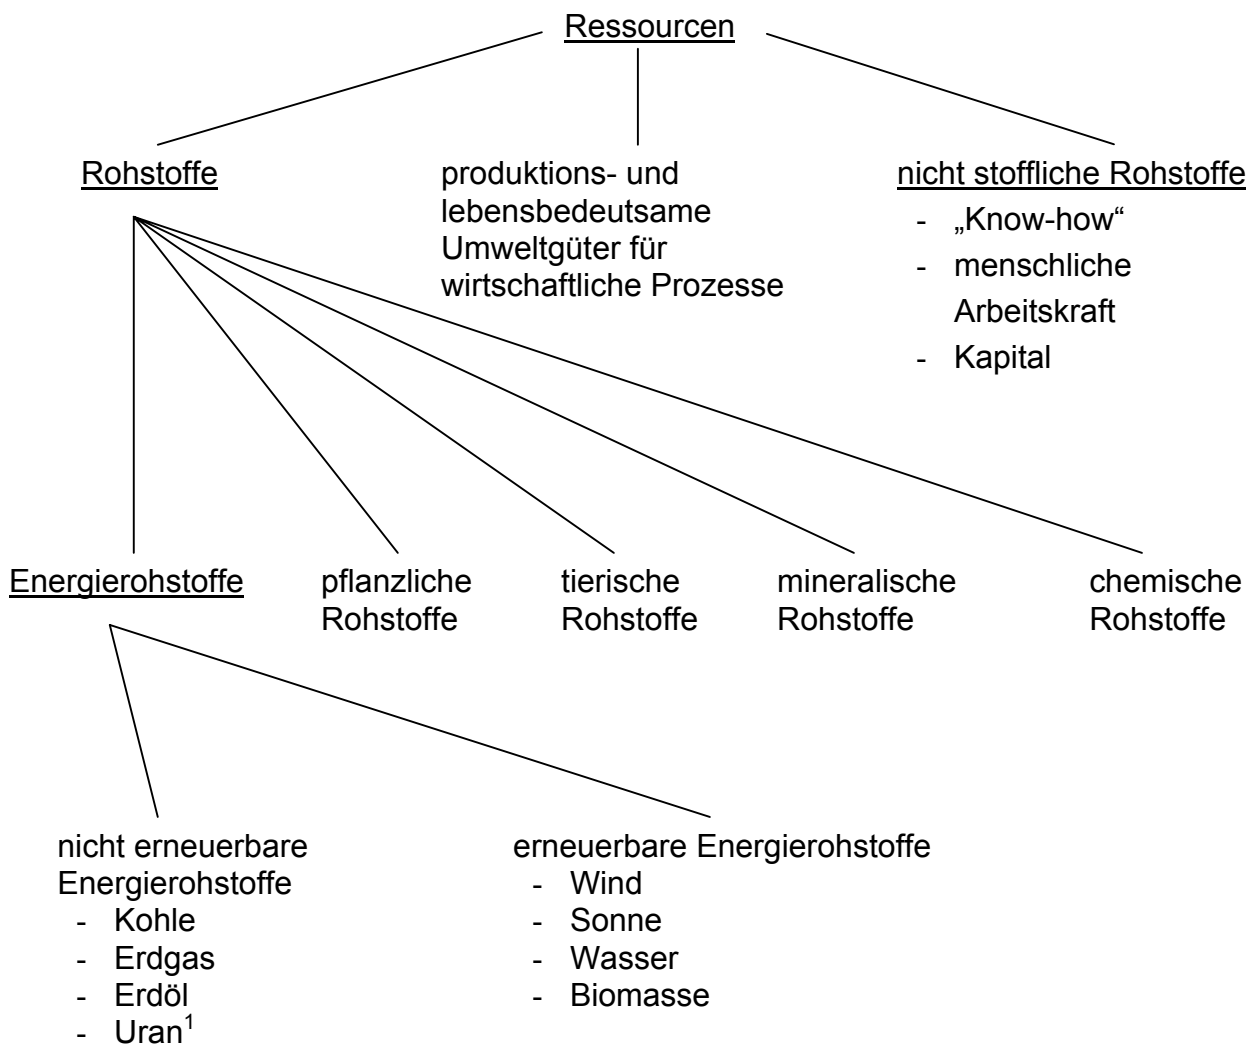 Ressourcen
Rohstoffe
produktions- und
lebensbedeutsame
Umweltgüter für
wirtschaftliche Prozesse
nicht stoffliche Rohstoffe
- „Know-how“
- menschliche
Arbeitskraft
- Kapital
Energierohstoffe
pflanzliche
Rohstoffe
tierische
Rohstoffe
mineralische
Rohstoffe
chemische
Rohstoffe
nicht erneuerbare
Energierohstoffe
- Kohle
- Erdgas
- Erdöl
- Uran¹
erneuerbare Energierohstoffe
- Wind
- Sonne
- Wasser
- Biomasse